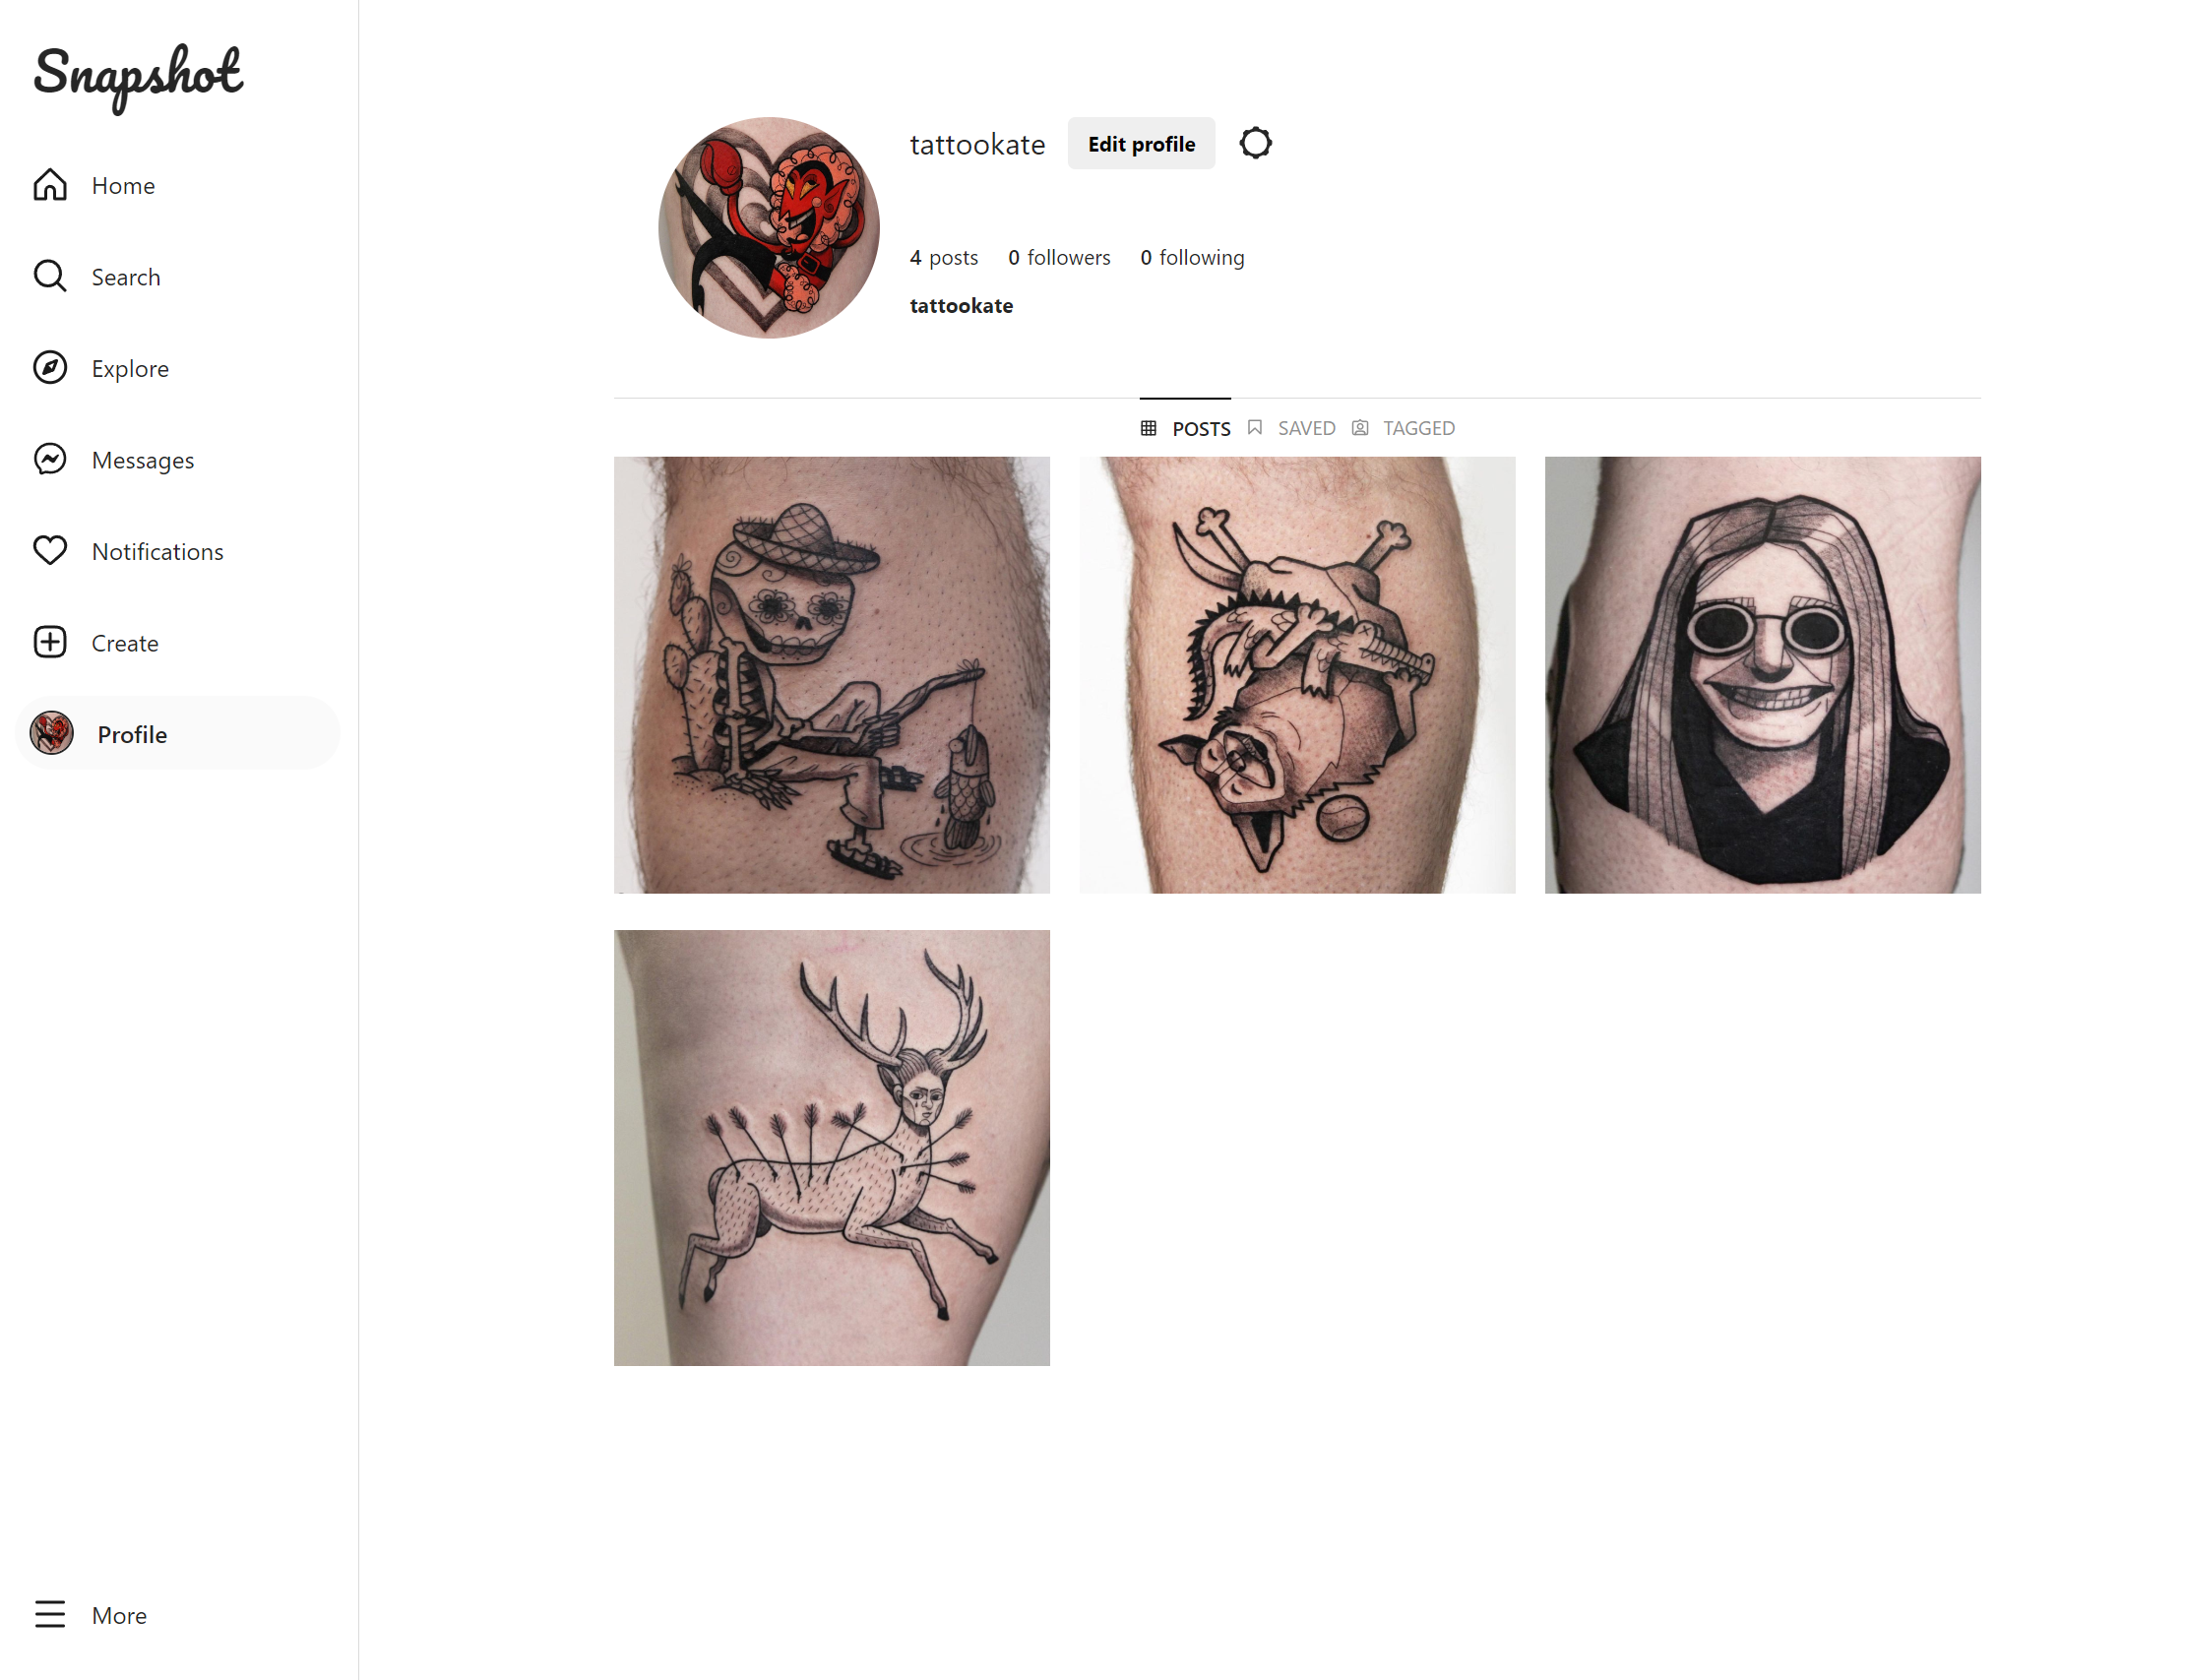 Snapshot
Home
Search
Explore
Messages
Notifications
Create
Profile
More
tattookate Edit profile
4 posts 0 followers 0 following
tattookate
POSTS SAVED TAGGED